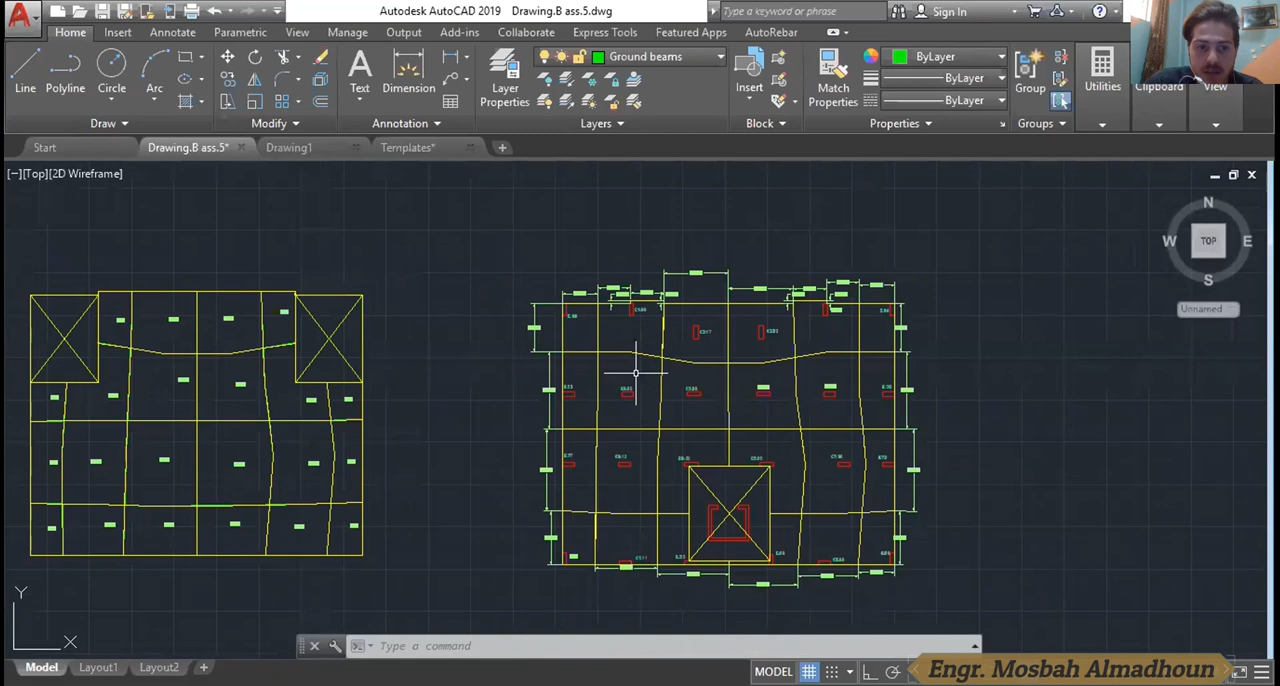 Autodesk AutoCAD 2019 Drawing.B ass.5.dwg
Type a keyword or phrase
Sign In
Home Insert Annotate Parametric View Manage Output Add-ins Collaborate Express Tools Featured Apps AutoRebar
Line Polyline Circle Arc
Text Dimension
Layer Properties
Ground beams
Insert
Match Properties
ByLayer
ByLayer
ByLayer
Group
Utilities
Clipboard
View
Draw Modify Annotation Layers Block Properties Groups
Start Drawing.B ass.5* Drawing1 Templates*
[−][Top][2D Wireframe]
N
W TOP E
S
Unnamed
Y
X
Type a command
Model Layout1 Layout2
MODEL
Engr. Mosbah Almadhoun